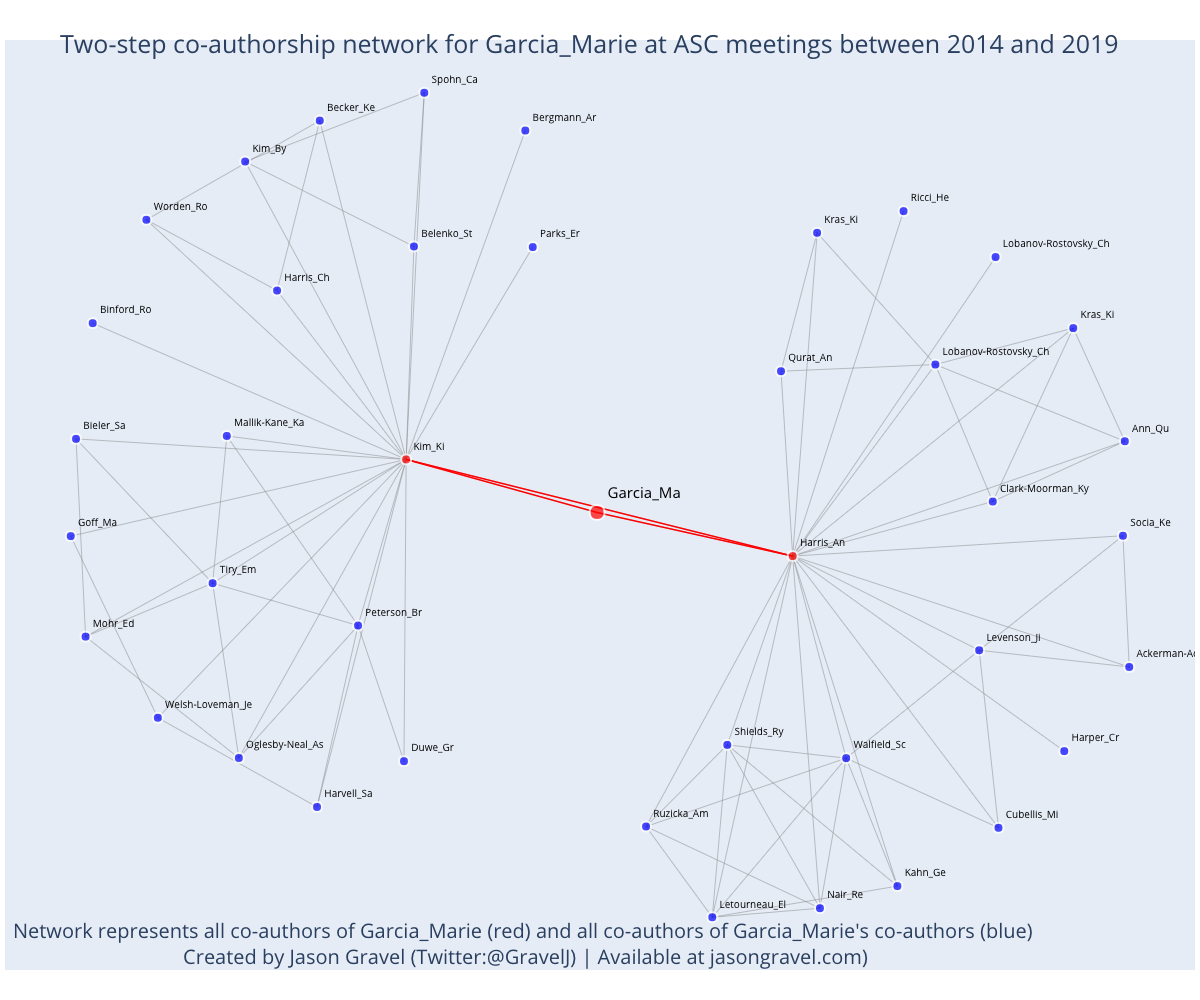 Two-step co-authorship network for Garcia_Marie at ASC meetings between 2014 and 2019
Spohn_Ca
Becker_Ke
Bergmann_Ar
Kim_By
Ricci_He
Worden_Ro
Kras_Ki
Belenko_St
Parks_Er
Lobanov-Rostovsky_Ch
Harris_Ch
Binford_Ro
Kras_Ki
Lobanov-Rostovsky_Ch
Qurat_An
Mallik-Kane_Ka
Bieler_Sa
Ann_Qu
Kim_Ki
Clark-Moorman_Ky
Garcia_Ma
Goff_Ma
Socia_Ke
Harris_An
Tiry_Em
Peterson_Br
Mohr_Ed
Levenson_Ji
Ackerman-Ac
Welsh-Loveman_Je
Shields_Ry
Harper_Cr
Oglesby-Neal_As
Duwe_Gr
Walfield_Sc
Harvell_Sa
Ruzicka_Am
Cubellis_Mi
Kahn_Ge
Nair_Re
Letourneau_El
Network represents all co-authors of Garcia_Marie (red) and all co-authors of Garcia_Marie's co-authors (blue)
Created by Jason Gravel (Twitter:@GravelJ) | Available at jasongravel.com)